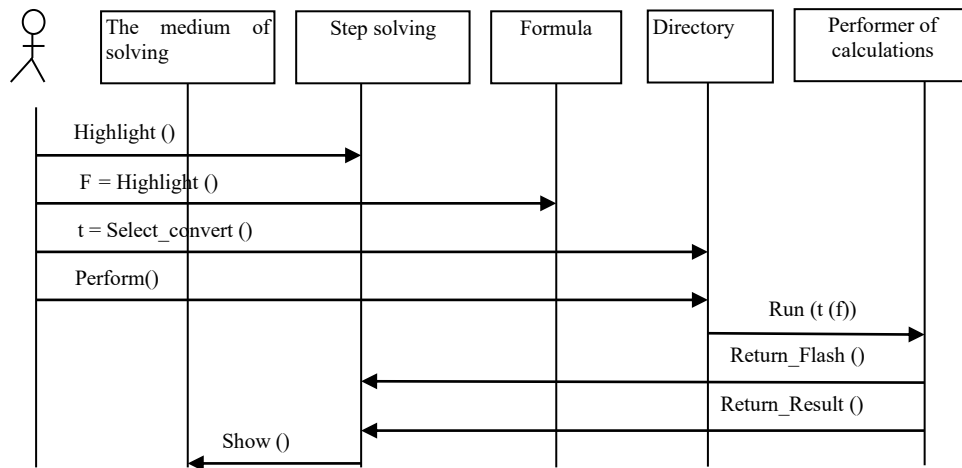 The medium of
solving
Step solving
Formula
Directory
Performer of
calculations
Highlight ()
F = Highlight ()
t = Select_convert ()
Perform()
Run (t (f))
Return_Flash ()
Return_Result ()
Show ()